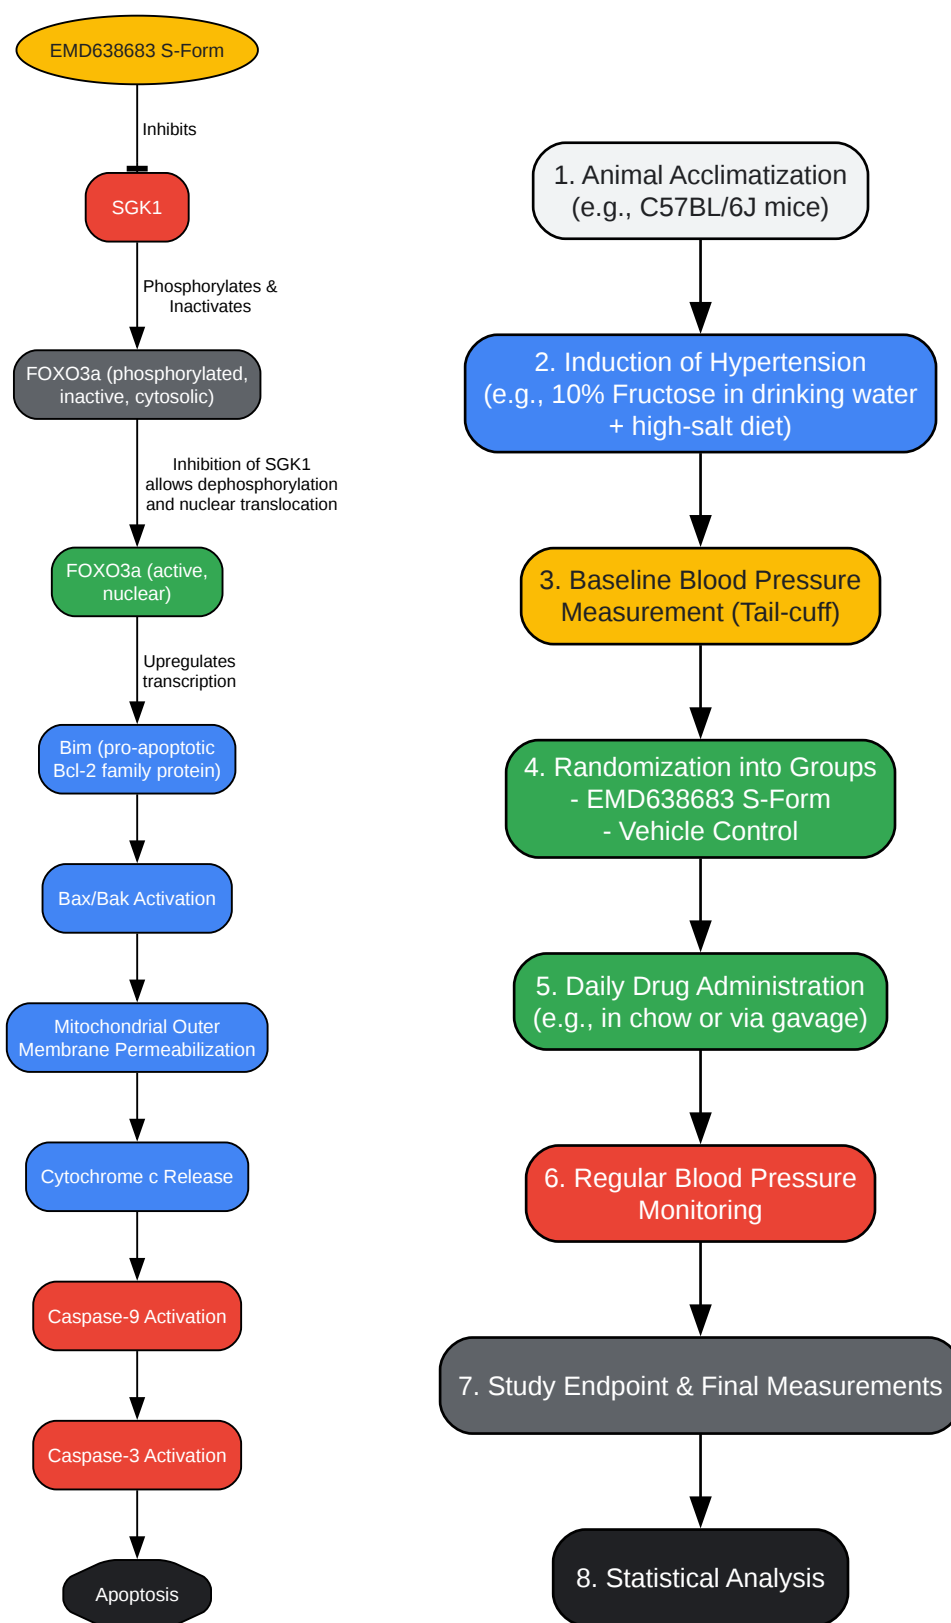 EMD638683 S-Form
Inhibits
SGK1
Phosphorylates &
Inactivates
FOXO3a (phosphorylated,
inactive, cytosolic)
Inhibition of SGK1
allows dephosphorylation
and nuclear translocation
FOXO3a (active,
nuclear)
Upregulates
transcription
Bim (pro-apoptotic
Bcl-2 family protein)
Bax/Bak Activation
Mitochondrial Outer
Membrane Permeabilization
Cytochrome c Release
Caspase-9 Activation
Caspase-3 Activation
Apoptosis
1. Animal Acclimatization
(e.g., C57BL/6J mice)
2. Induction of Hypertension
(e.g., 10% Fructose in drinking water
+ high-salt diet)
3. Baseline Blood Pressure
Measurement (Tail-cuff)
4. Randomization into Groups
- EMD638683 S-Form
- Vehicle Control
5. Daily Drug Administration
(e.g., in chow or via gavage)
6. Regular Blood Pressure
Monitoring
7. Study Endpoint & Final Measurements
8. Statistical Analysis